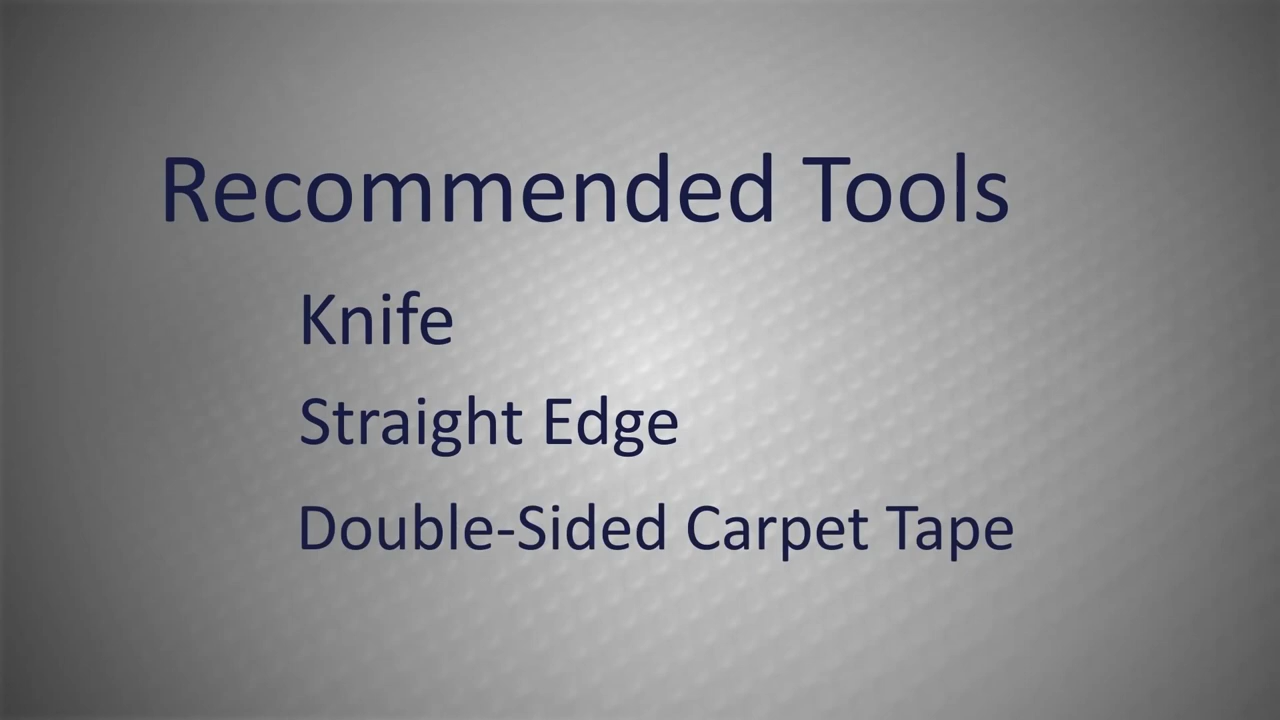 Recommended Tools
Knife
Straight Edge
Double-Sided Carpet Tape